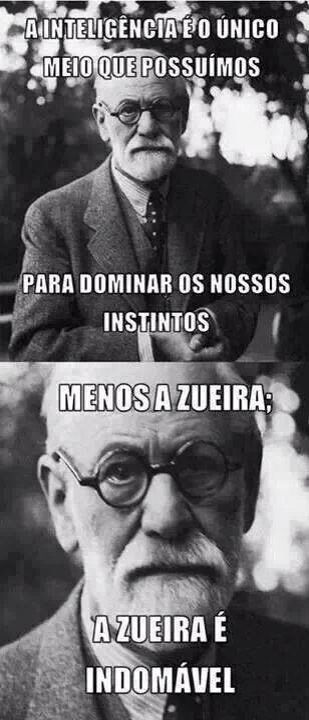 A INTELIGÊNCIA É O ÚNICO
MEIO QUE POSSUÍMOS
PARA DOMINAR OS NOSSOS
INSTINTOS
MENOS A ZUEIRA;
A ZUEIRA É
INDOMÁVEL